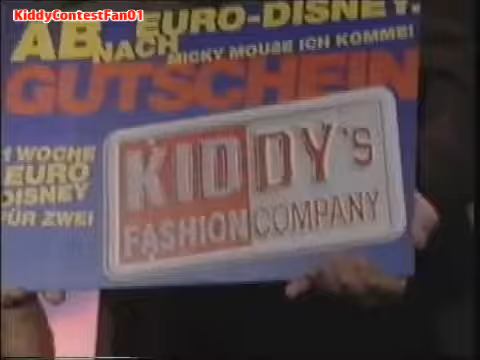 KiddyContestFan01
AB EURO-DISNEY.
NACH MICKY MOUSE ICH KOMME!
GUTSCHEIN
1 WOCHE
EURO
DISNEY
FÜR ZWEI
KIDDY's
FASHION COMPANY